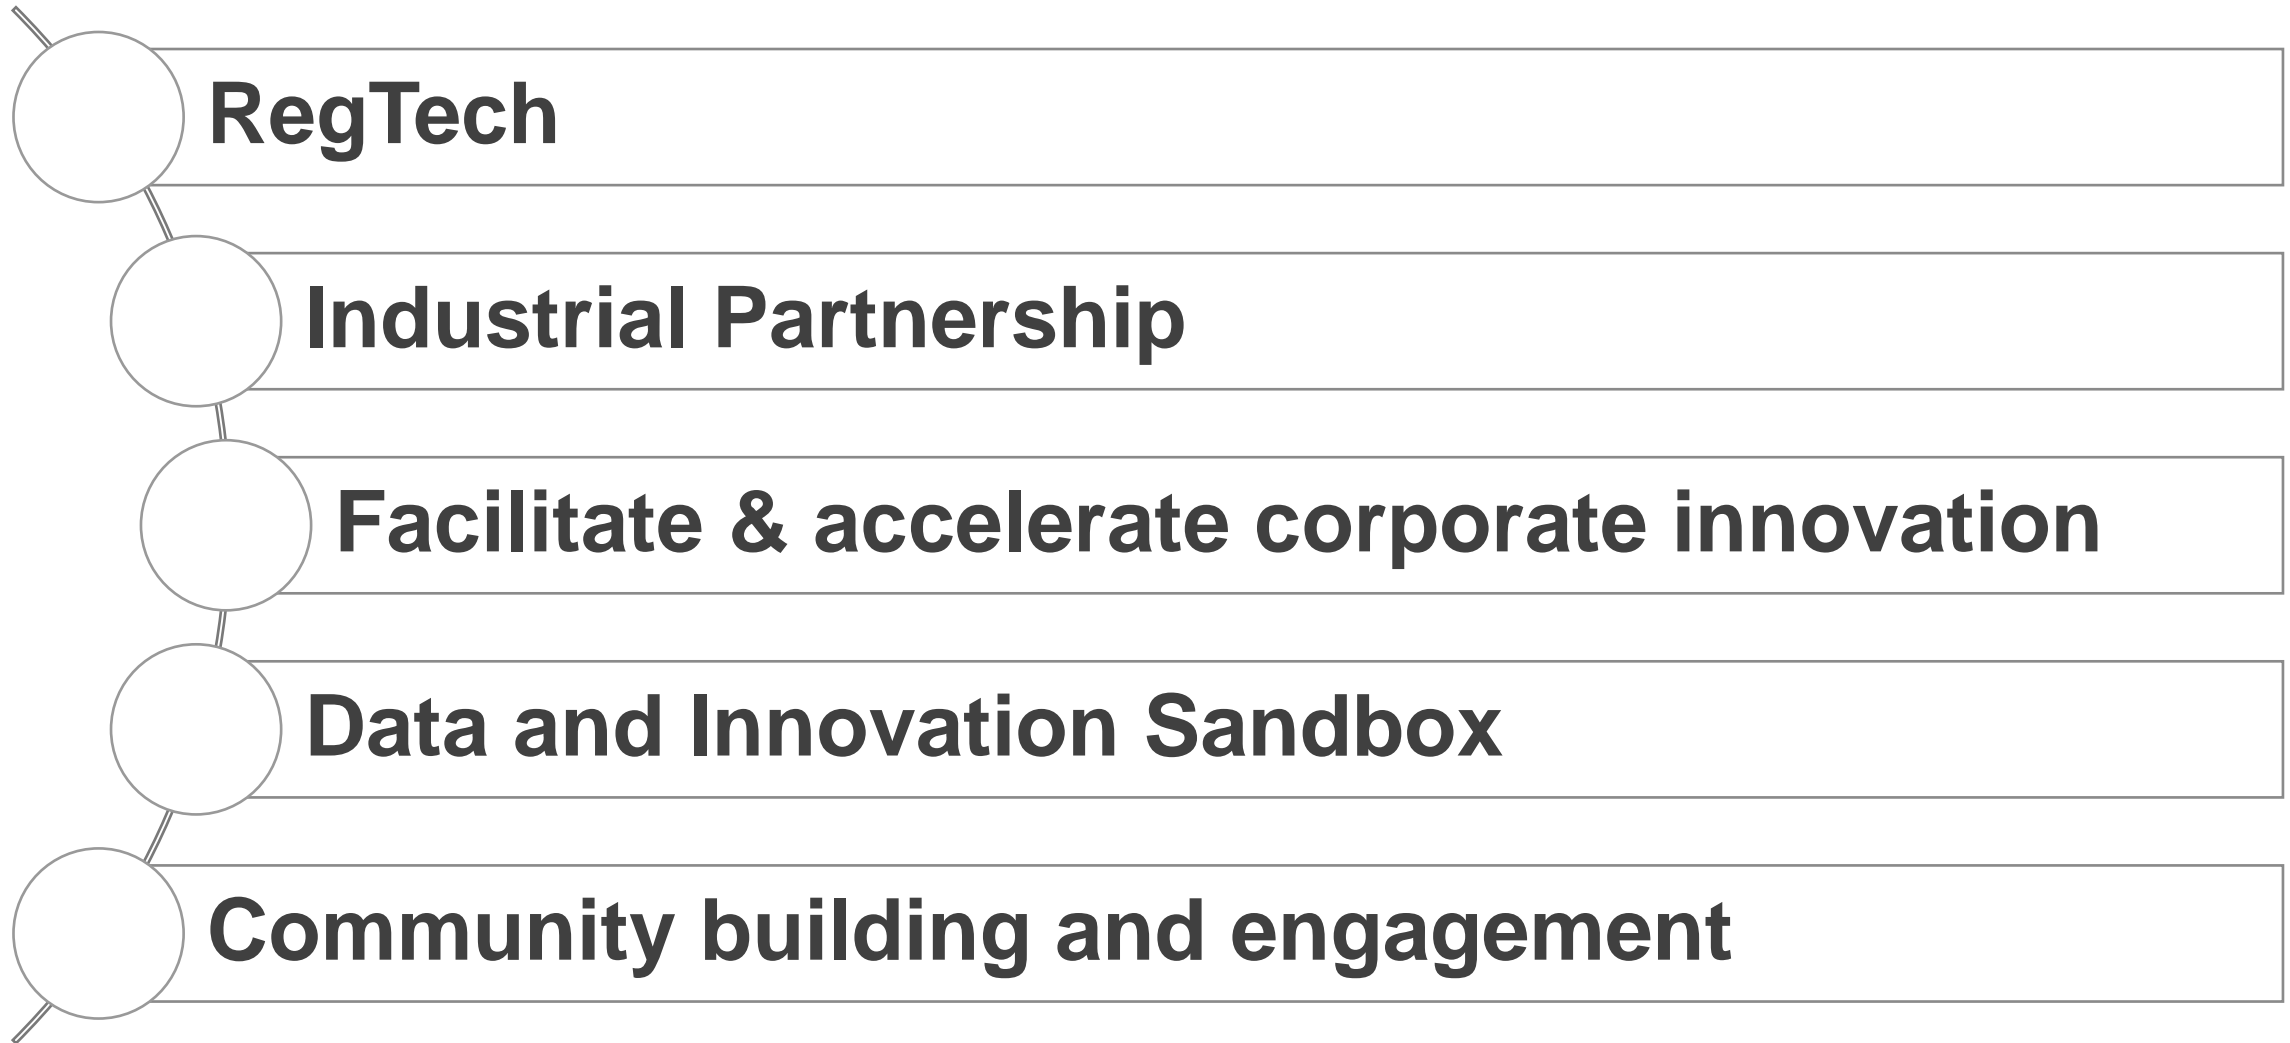 RegTech
Industrial Partnership
Facilitate & accelerate corporate innovation
Data and Innovation Sandbox
Community building and engagement